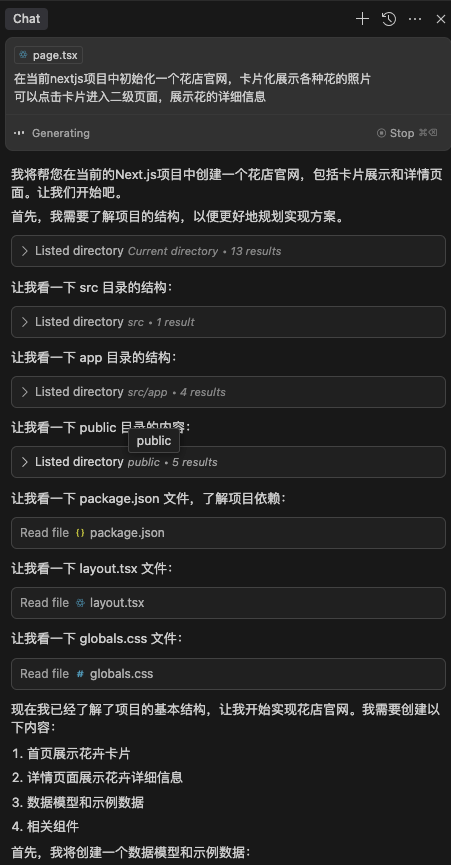 Chat
page.tsx
在当前nextjs项目中初始化一个花店官网，卡片化展示各种花的照片
可以点击卡片进入二级页面，展示花的详细信息
Generating
Stop ⌘⌫
我将帮您在当前的Next.js项目中创建一个花店官网，包括卡片展示和详情页
面。让我们开始吧。
首先，我需要了解项目的结构，以便更好地规划实现方案。
Listed directory Current directory • 13 results
让我看一下 src 目录的结构：
Listed directory src • 1 result
让我看一下 app 目录的结构：
Listed directory src/app • 4 results
让我看一下 public 目录的内容：
public
Listed directory public • 5 results
让我看一下 package.json 文件，了解项目依赖：
Read file package.json
让我看一下 layout.tsx 文件：
Read file layout.tsx
让我看一下 globals.css 文件：
Read file # globals.css
现在我已经了解了项目的基本结构，让我开始实现花店官网。我需要创建以
下内容：
1. 首页展示花卉卡片
2. 详情页面展示花卉详细信息
3. 数据模型和示例数据
4. 相关组件
首先，我将创建一个数据模型和示例数据：